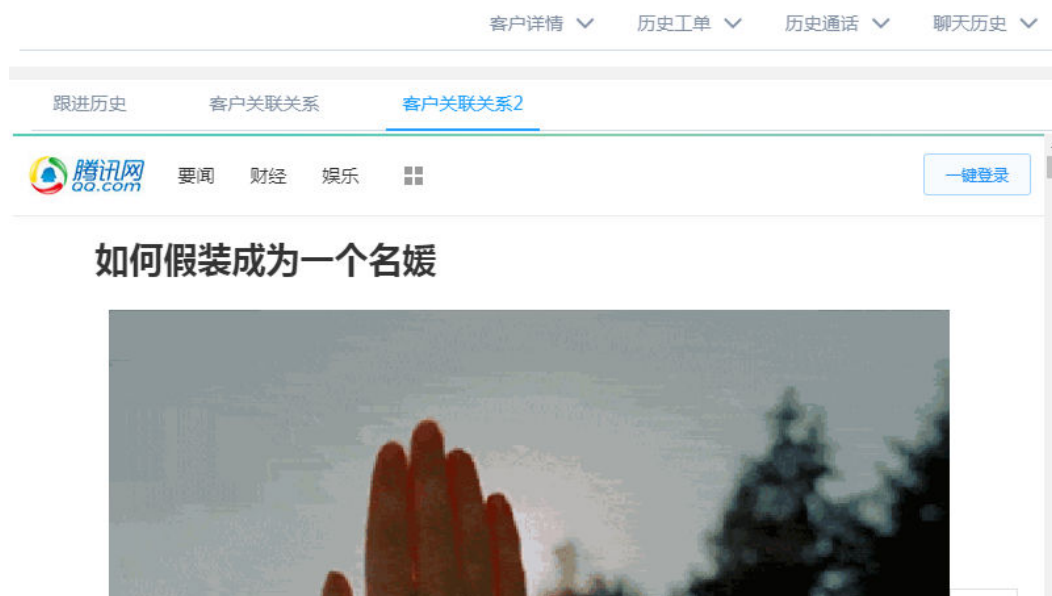 客户详情 历史工单 历史通话 聊天历史
跟进历史 客户关联关系 客户关联关系2
腾讯网 要闻 财经 娱乐 一键登录
QQ.com
如何假装成为一个名媛